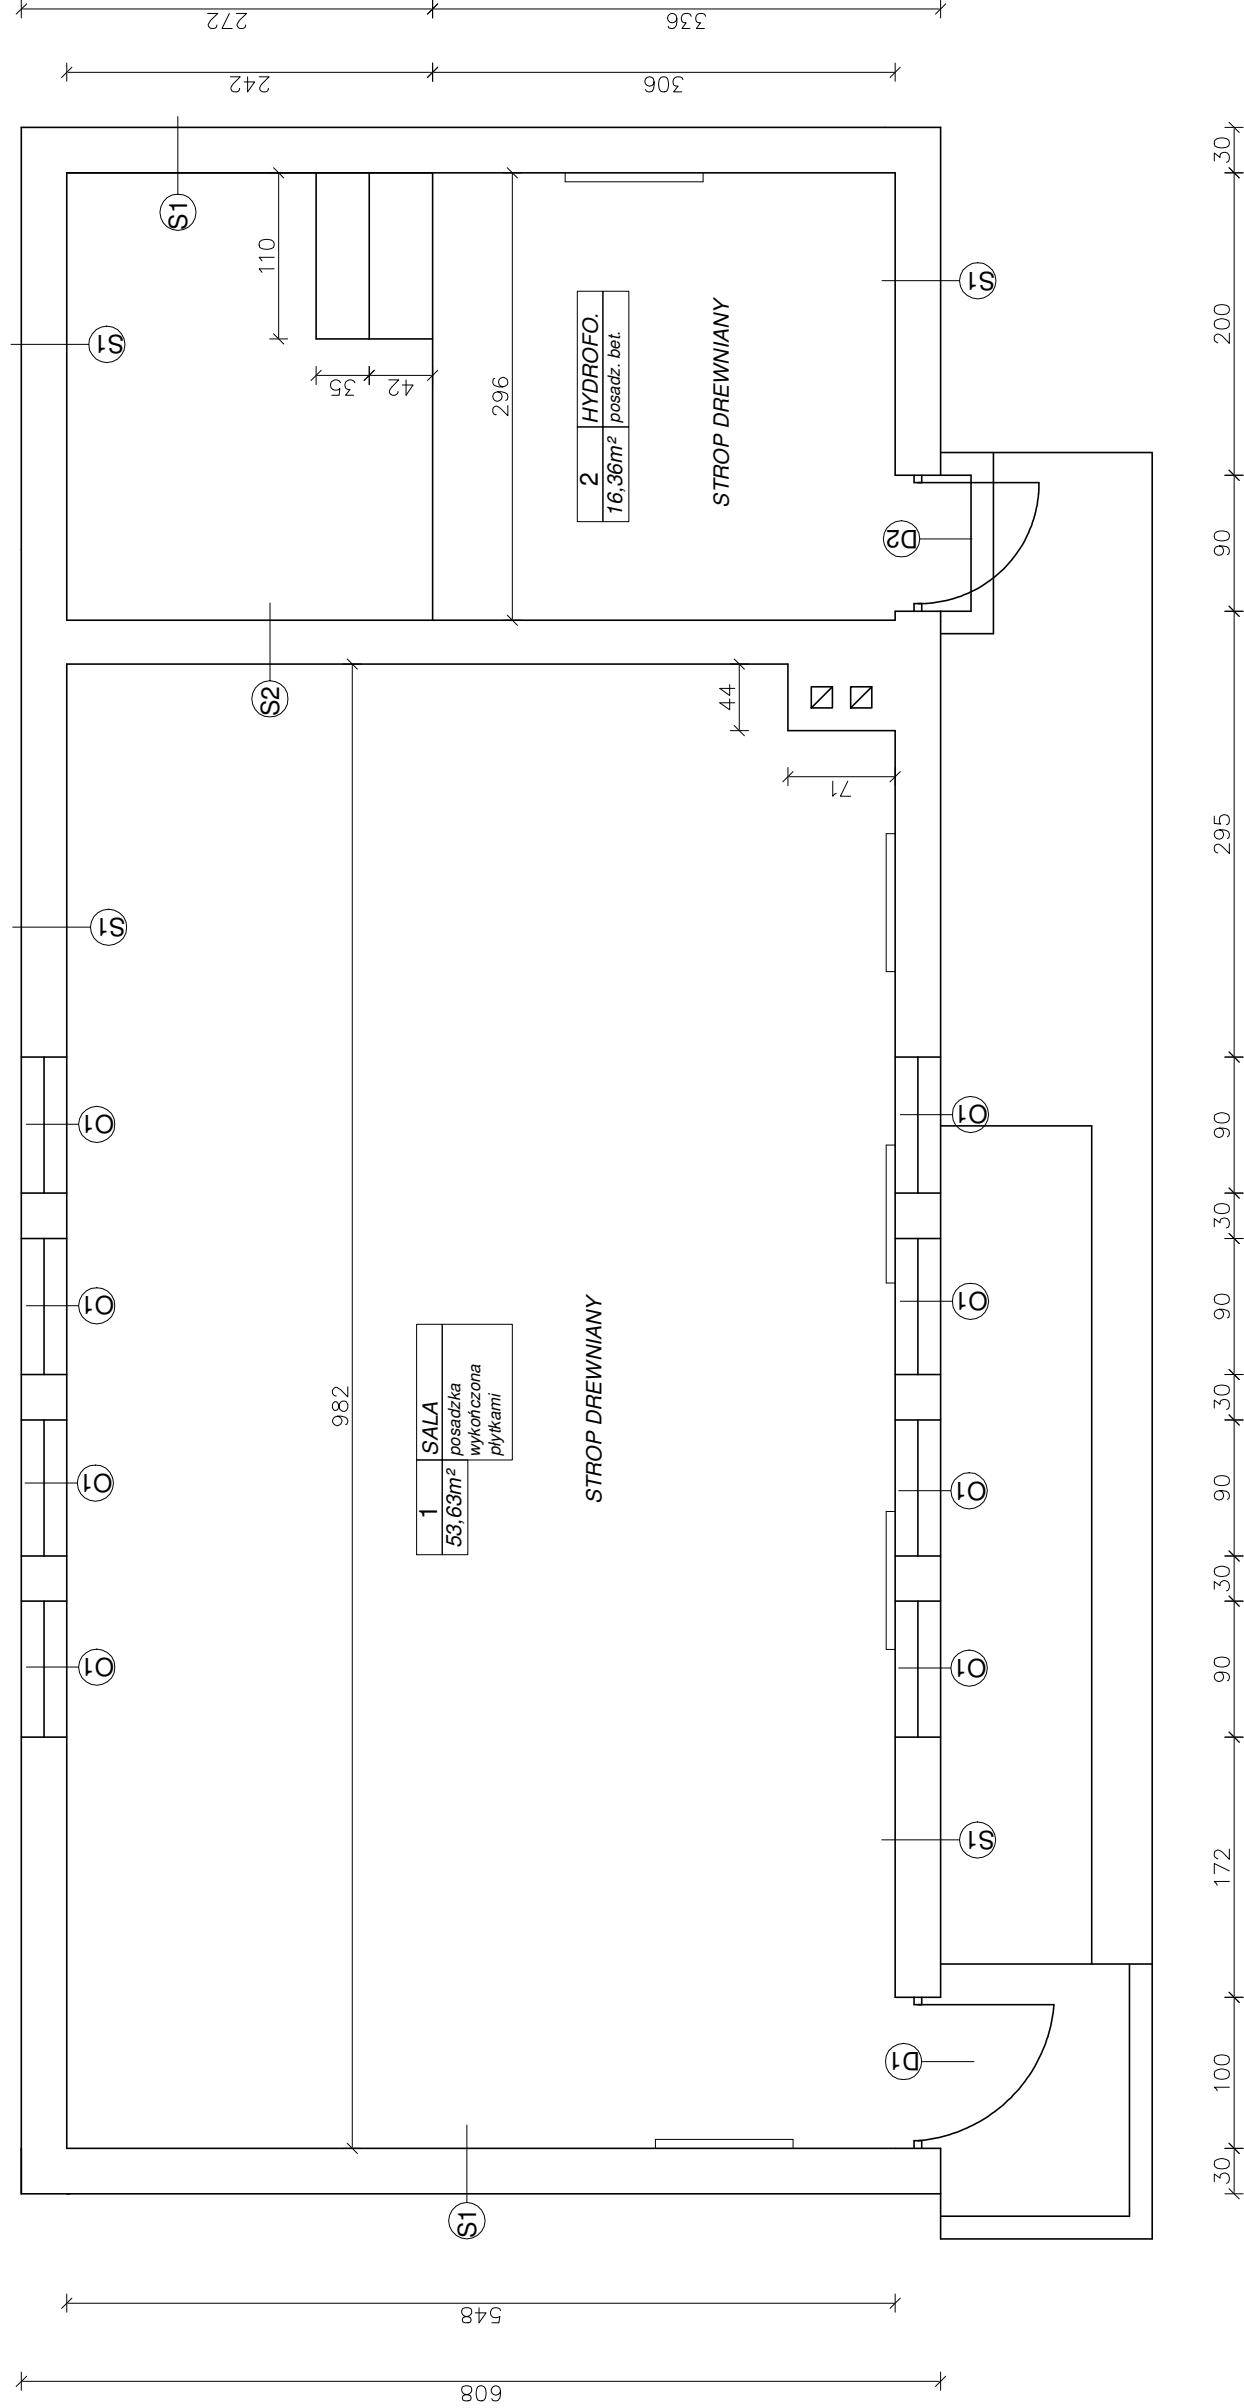 272
336
242
306
S1
S1
110
35
42
296
2
HYDROFO.
16,36m²
posadz. bet.
STROP DREWNIANY
S1
D2
S2
44
71
S1
O1
O1
O1
O1
O1
O1
O1
O1
982
1
SALA
53,63m²
posadzka
wykończona
płytkami
STROP DREWNIANY
S1
D1
S1
548
608
30
200
90
295
90
30
90
30
90
30
90
172
100
30